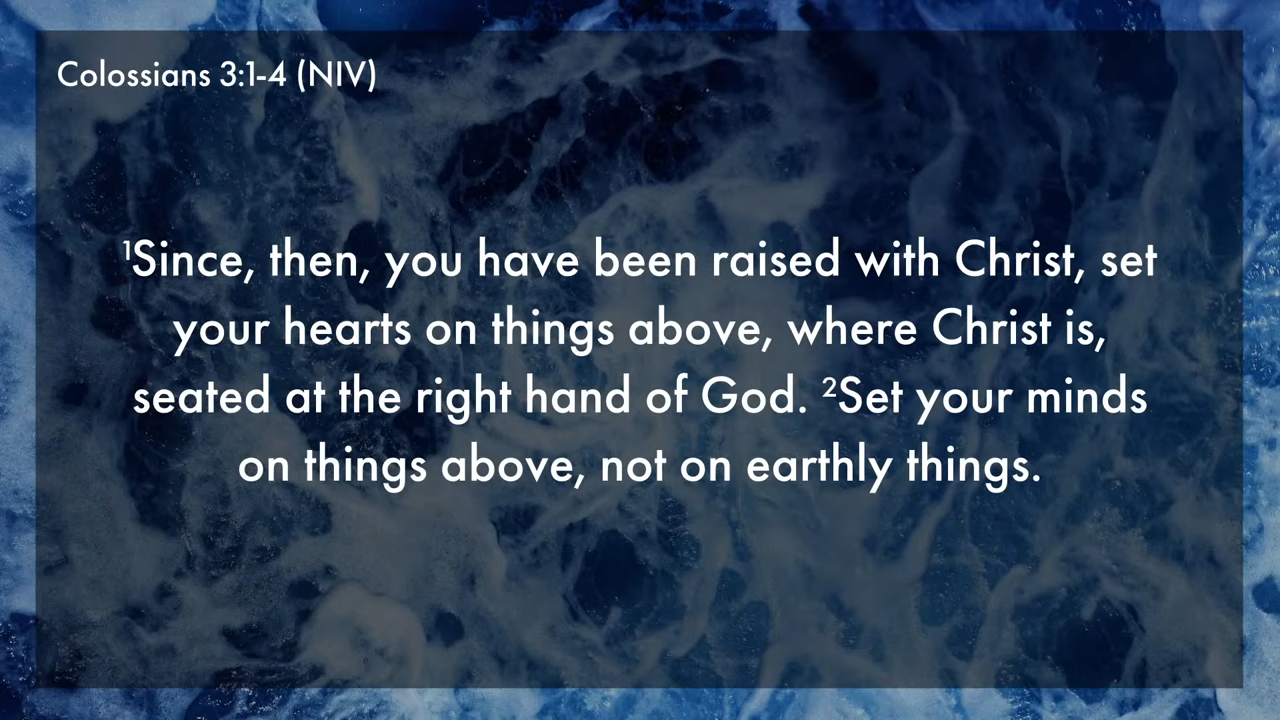 Colossians 3:1-4 (NIV)
¹Since, then, you have been raised with Christ, set
your hearts on things above, where Christ is,
seated at the right hand of God. ²Set your minds
on things above, not on earthly things.